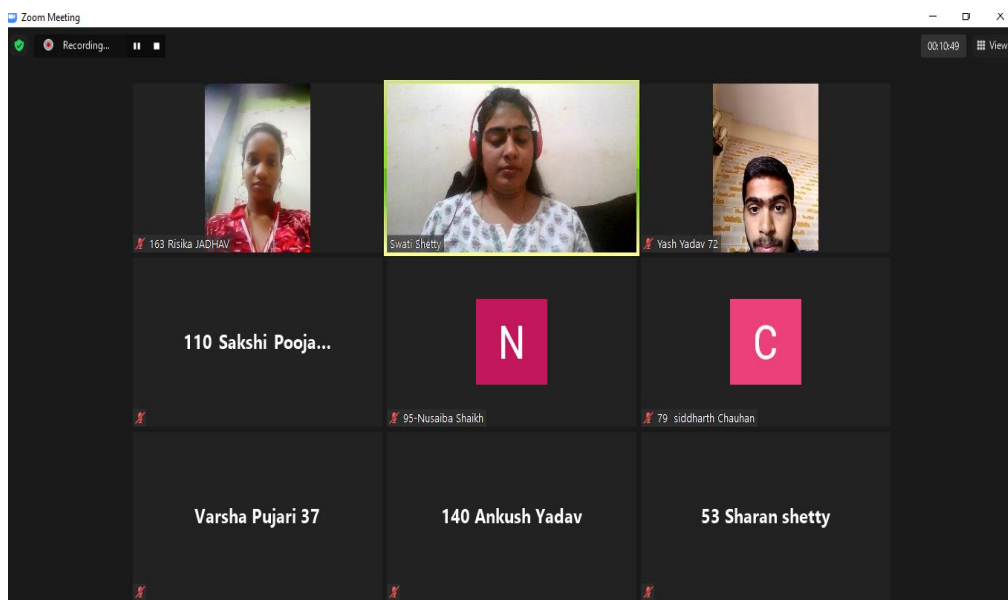 Zoom Meeting
Recording...
00:10:49
View
163 Risika JADHAV
Swati Shetty
Yash Yadav 72
110 Sakshi Pooja...
N
95-Nusaiba Shaikh
C
79 siddharth Chauhan
Varsha Pujari 37
140 Ankush Yadav
53 Sharan shetty